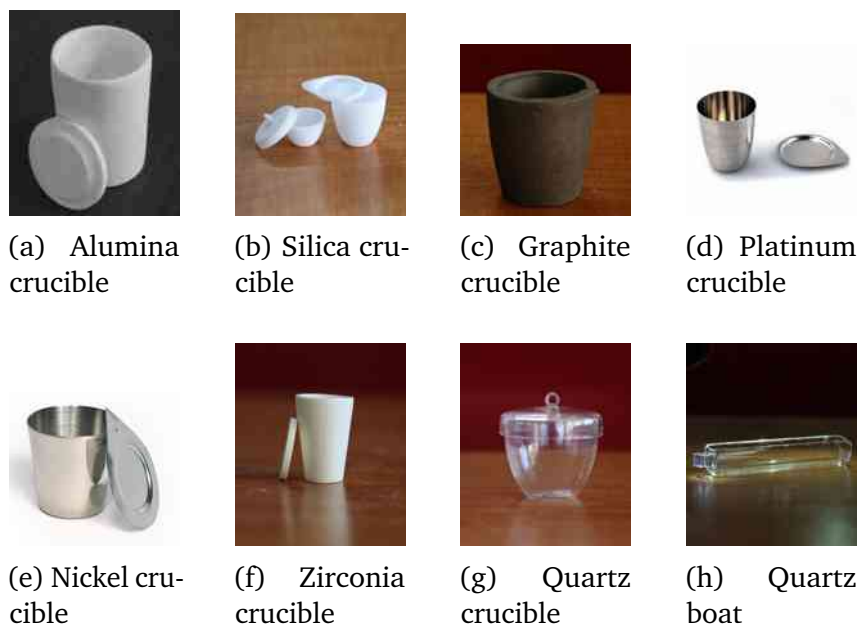 (a) Alumina
crucible
(b) Silica cru-
cible
(c) Graphite
crucible
(d) Platinum
crucible
(e) Nickel cru-
cible
(f) Zirconia
crucible
(g) Quartz
crucible
(h) Quartz
boat